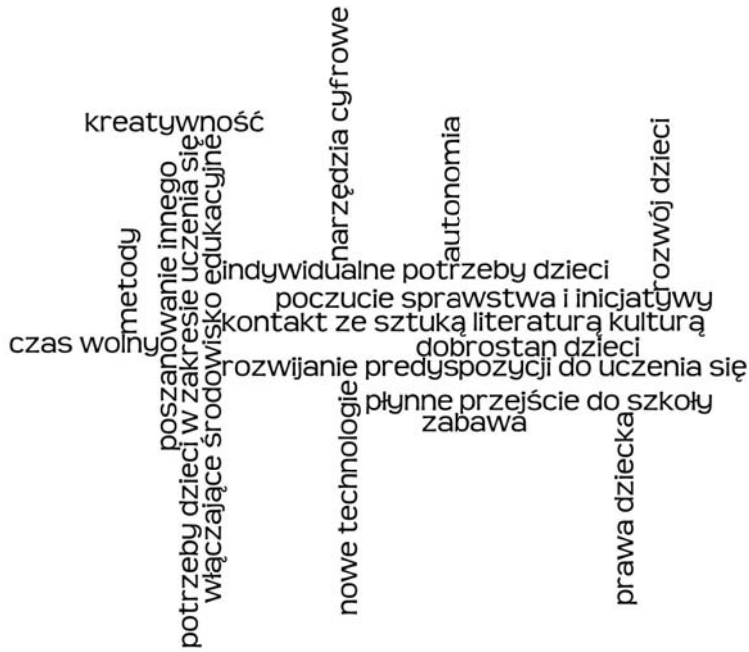 narzędzia cyfrowe
kreatywność
autonomia
rozwój dzieci
potrzeby dzieci w zakresie uczenia się
włączające środowisko edukacyjne
poszanowanie innego
metody
indywidualne potrzeby dzieci
poczucie sprawstwa i inicjatywy
kontakt ze sztuką literaturą kulturą
czas wolny
dobrostan dzieci
rozwijanie predyspozycji do uczenia się
nowe technologie
płynne przejście do szkoły
zabawa
prawa dziecka